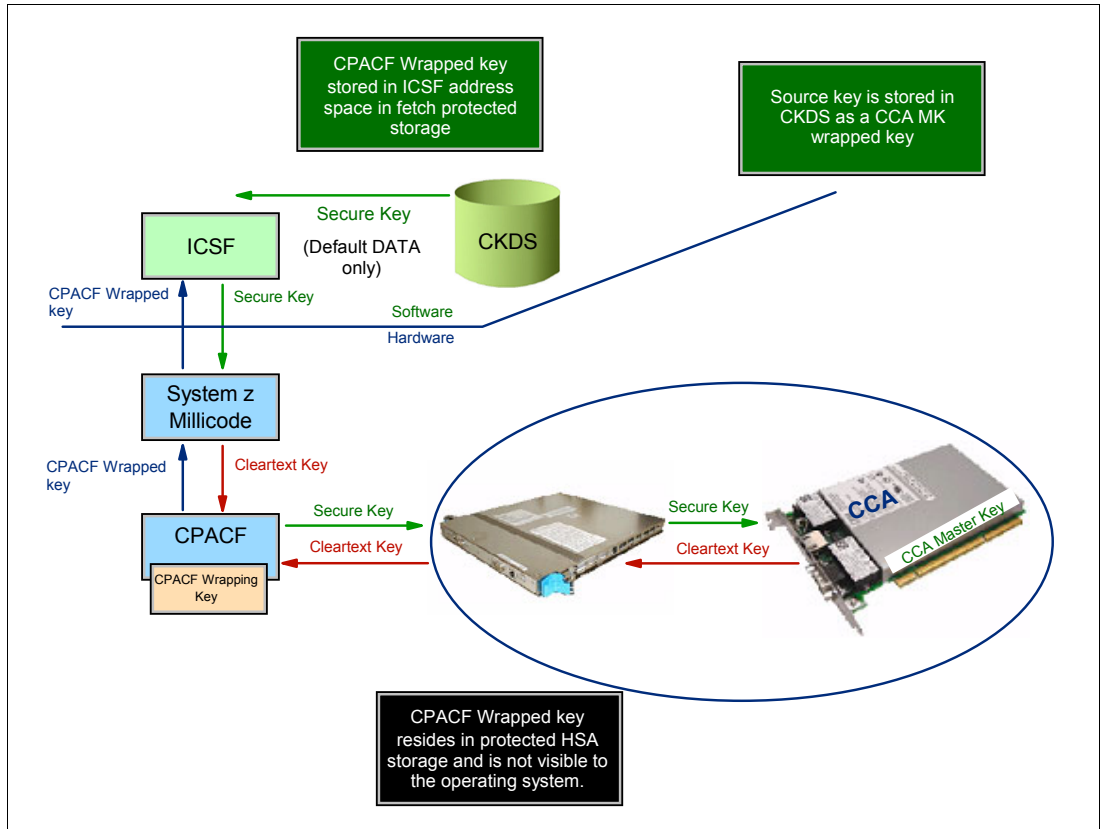 CPACF Wrapped key
stored in ICSF address
space in fetch protected
storage
Source key is stored in
CKDS as a CCA MK
wrapped key
Secure Key
(Default DATA
only)
CKDS
ICSF
CPACF Wrapped
key
Secure Key
Software
Hardware
System z
Millicode
CPACF Wrapped
key
Cleartext Key
CPACF
CPACF Wrapping
Key
Secure Key
Cleartext Key
Secure Key
Cleartext Key
CCA
CCA Master Key
CPACF Wrapped key
resides in protected HSA
storage and is not visible to
the operating system.